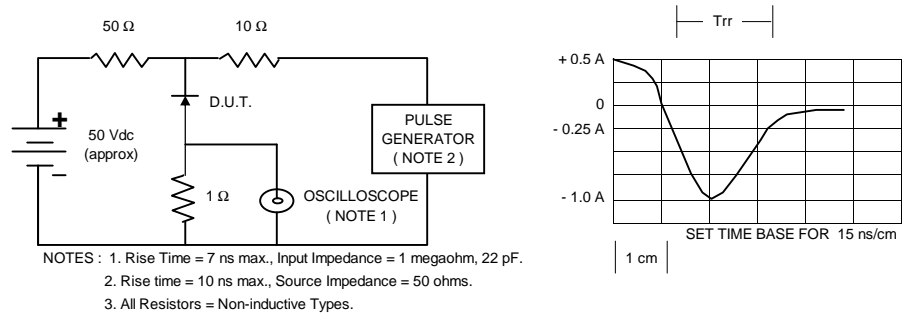 50 Ω
10 Ω
D.U.T.
+
50 Vdc
(approx)
−
1 Ω
OSCILLOSCOPE
( NOTE 1 )
PULSE
GENERATOR
( NOTE 2 )
NOTES : 1. Rise Time = 7 ns max., Input Impedance = 1 megaohm, 22 pF.
2. Rise time = 10 ns max., Source Impedance = 50 ohms.
3. All Resistors = Non-inductive Types.
Trr
+ 0.5 A
0
- 0.25 A
- 1.0 A
SET TIME BASE FOR 15 ns/cm
1 cm